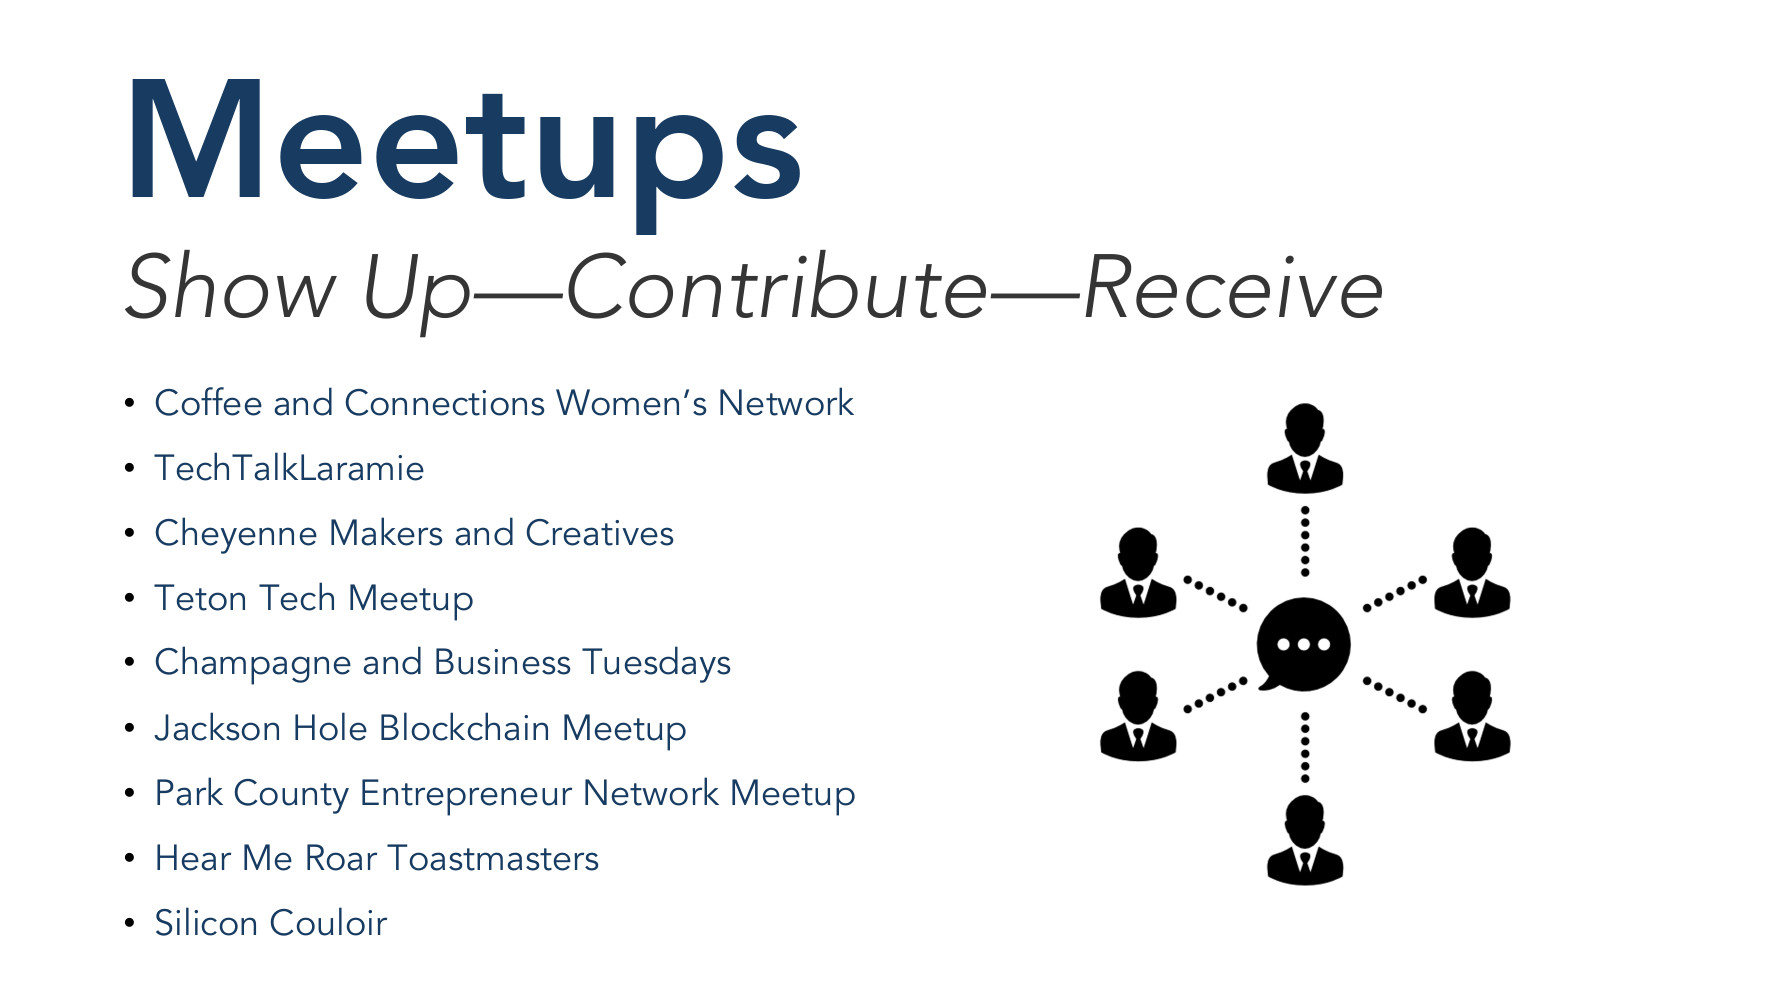 Meetups
Show Up—Contribute—Receive
• Coffee and Connections Women’s Network
• TechTalkLaramie
• Cheyenne Makers and Creatives
• Teton Tech Meetup
• Champagne and Business Tuesdays
• Jackson Hole Blockchain Meetup
• Park County Entrepreneur Network Meetup
• Hear Me Roar Toastmasters
• Silicon Couloir